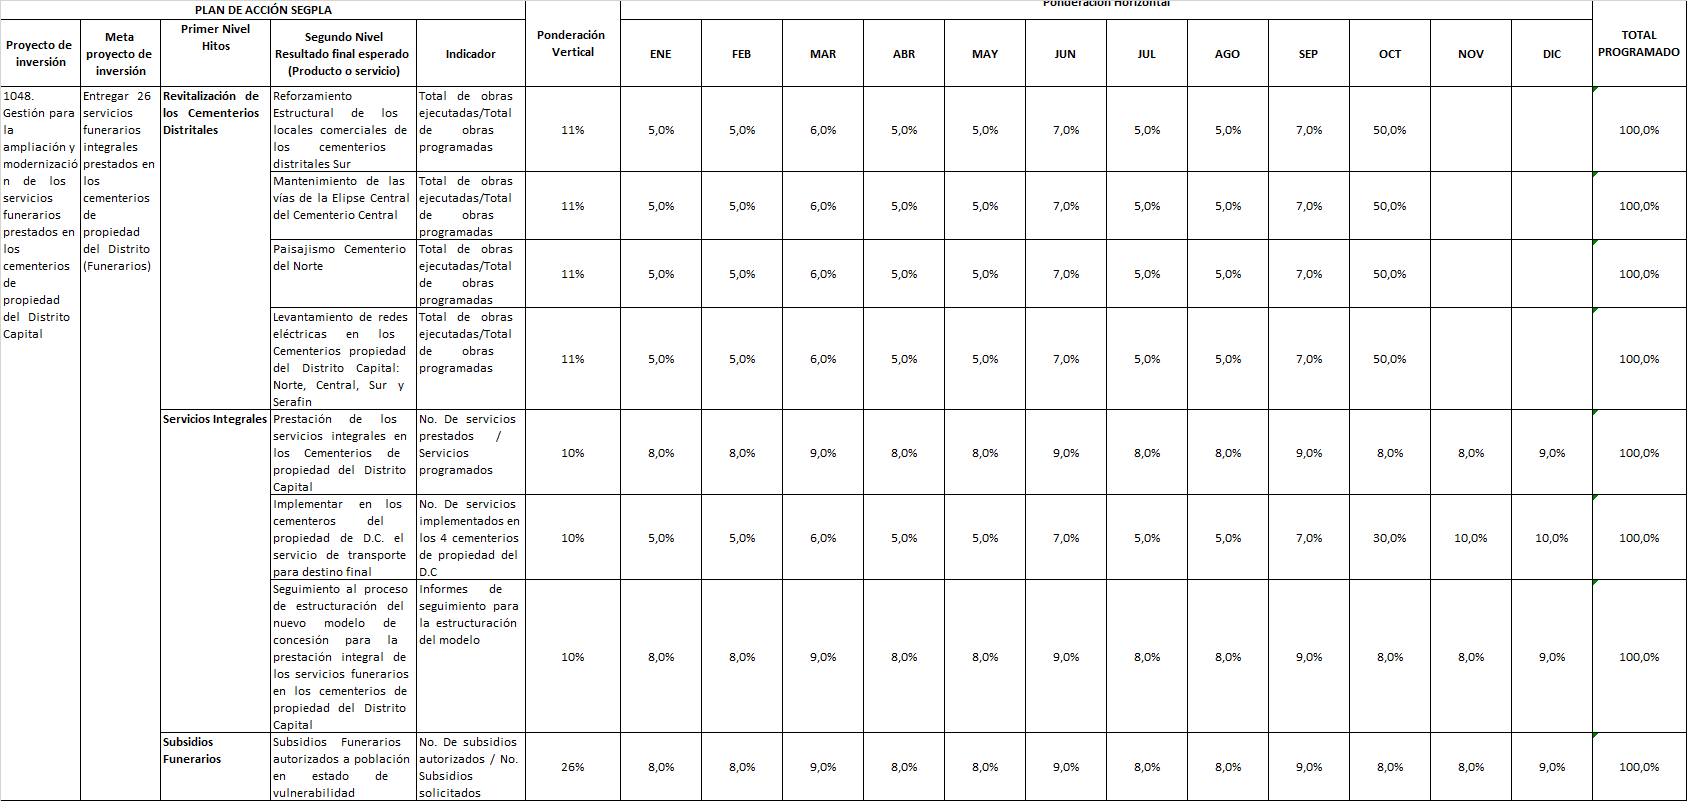 PLAN DE ACCIÓN SEGPLA
Ponderación Horizontal
Proyecto de
inversión
Meta
proyecto de
inversión
Primer Nivel
Hitos
Segundo Nivel
Resultado final esperado
(Producto o servicio)
Indicador
Ponderación
Vertical
ENE FEB MAR ABR MAY JUN JUL AGO SEP OCT NOV DIC
TOTAL
PROGRAMADO
1048.
Gestión para
la
ampliación y
modernizació
n de los
servicios
funerarios
prestados en
los
cementerios
de
propiedad
del Distrito
Capital
Entregar 26
servicios
funerarios
integrales
prestados en
los
cementerios
de
propiedad
del Distrito
(Funerarios)
Revitalización de
los Cementerios
Distritales
Reforzamiento
Estructural de los
locales comerciales de
los cementerios
distritales Sur
Total de obras
ejecutadas/Total
de obras
programadas
11% 5,0% 5,0% 6,0% 5,0% 5,0% 7,0% 5,0% 5,0% 7,0% 50,0% 100,0%
Mantenimiento de las
vías de la Elipse Central
del Cementerio Central
Total de obras
ejecutadas/Total
de obras
programadas
11% 5,0% 5,0% 6,0% 5,0% 5,0% 7,0% 5,0% 5,0% 7,0% 50,0% 100,0%
Paisajismo Cementerio
del Norte
Total de obras
ejecutadas/Total
de obras
programadas
11% 5,0% 5,0% 6,0% 5,0% 5,0% 7,0% 5,0% 5,0% 7,0% 50,0% 100,0%
Levantamiento de redes
eléctricas en los
Cementerios propiedad
del Distrito Capital:
Norte, Central, Sur y
Serafin
Total de obras
ejecutadas/Total
de obras
programadas
11% 5,0% 5,0% 6,0% 5,0% 5,0% 7,0% 5,0% 5,0% 7,0% 50,0% 100,0%
Servicios Integrales
Prestación de los
servicios integrales en
los Cementerios de
propiedad del Distrito
Capital
No. De servicios
prestados /
Servicios
programados
10% 8,0% 8,0% 9,0% 8,0% 8,0% 9,0% 8,0% 8,0% 9,0% 8,0% 8,0% 9,0% 100,0%
Implementar en los
cementeros del
propiedad de D.C. el
servicio de transporte
para destino final
No. De servicios
implementados en
los 4 cementerios
de propiedad del
D.C
10% 5,0% 5,0% 6,0% 5,0% 5,0% 7,0% 5,0% 5,0% 7,0% 30,0% 10,0% 10,0% 100,0%
Seguimiento al proceso
de estructuración del
nuevo modelo de
concesión para la
prestación integral de
los servicios funerarios
en los cementerios de
propiedad del Distrito
Capital
Informes de
seguimiento para
la estructuración
del modelo
10% 8,0% 8,0% 9,0% 8,0% 8,0% 9,0% 8,0% 8,0% 9,0% 8,0% 8,0% 9,0% 100,0%
Subsidios
Funerarios
Subsidios Funerarios
autorizados a población
en estado de
vulnerabilidad
No. De subsidios
autorizados / No.
Subsidios
solicitados
26% 8,0% 8,0% 9,0% 8,0% 8,0% 9,0% 8,0% 8,0% 9,0% 8,0% 8,0% 9,0% 100,0%